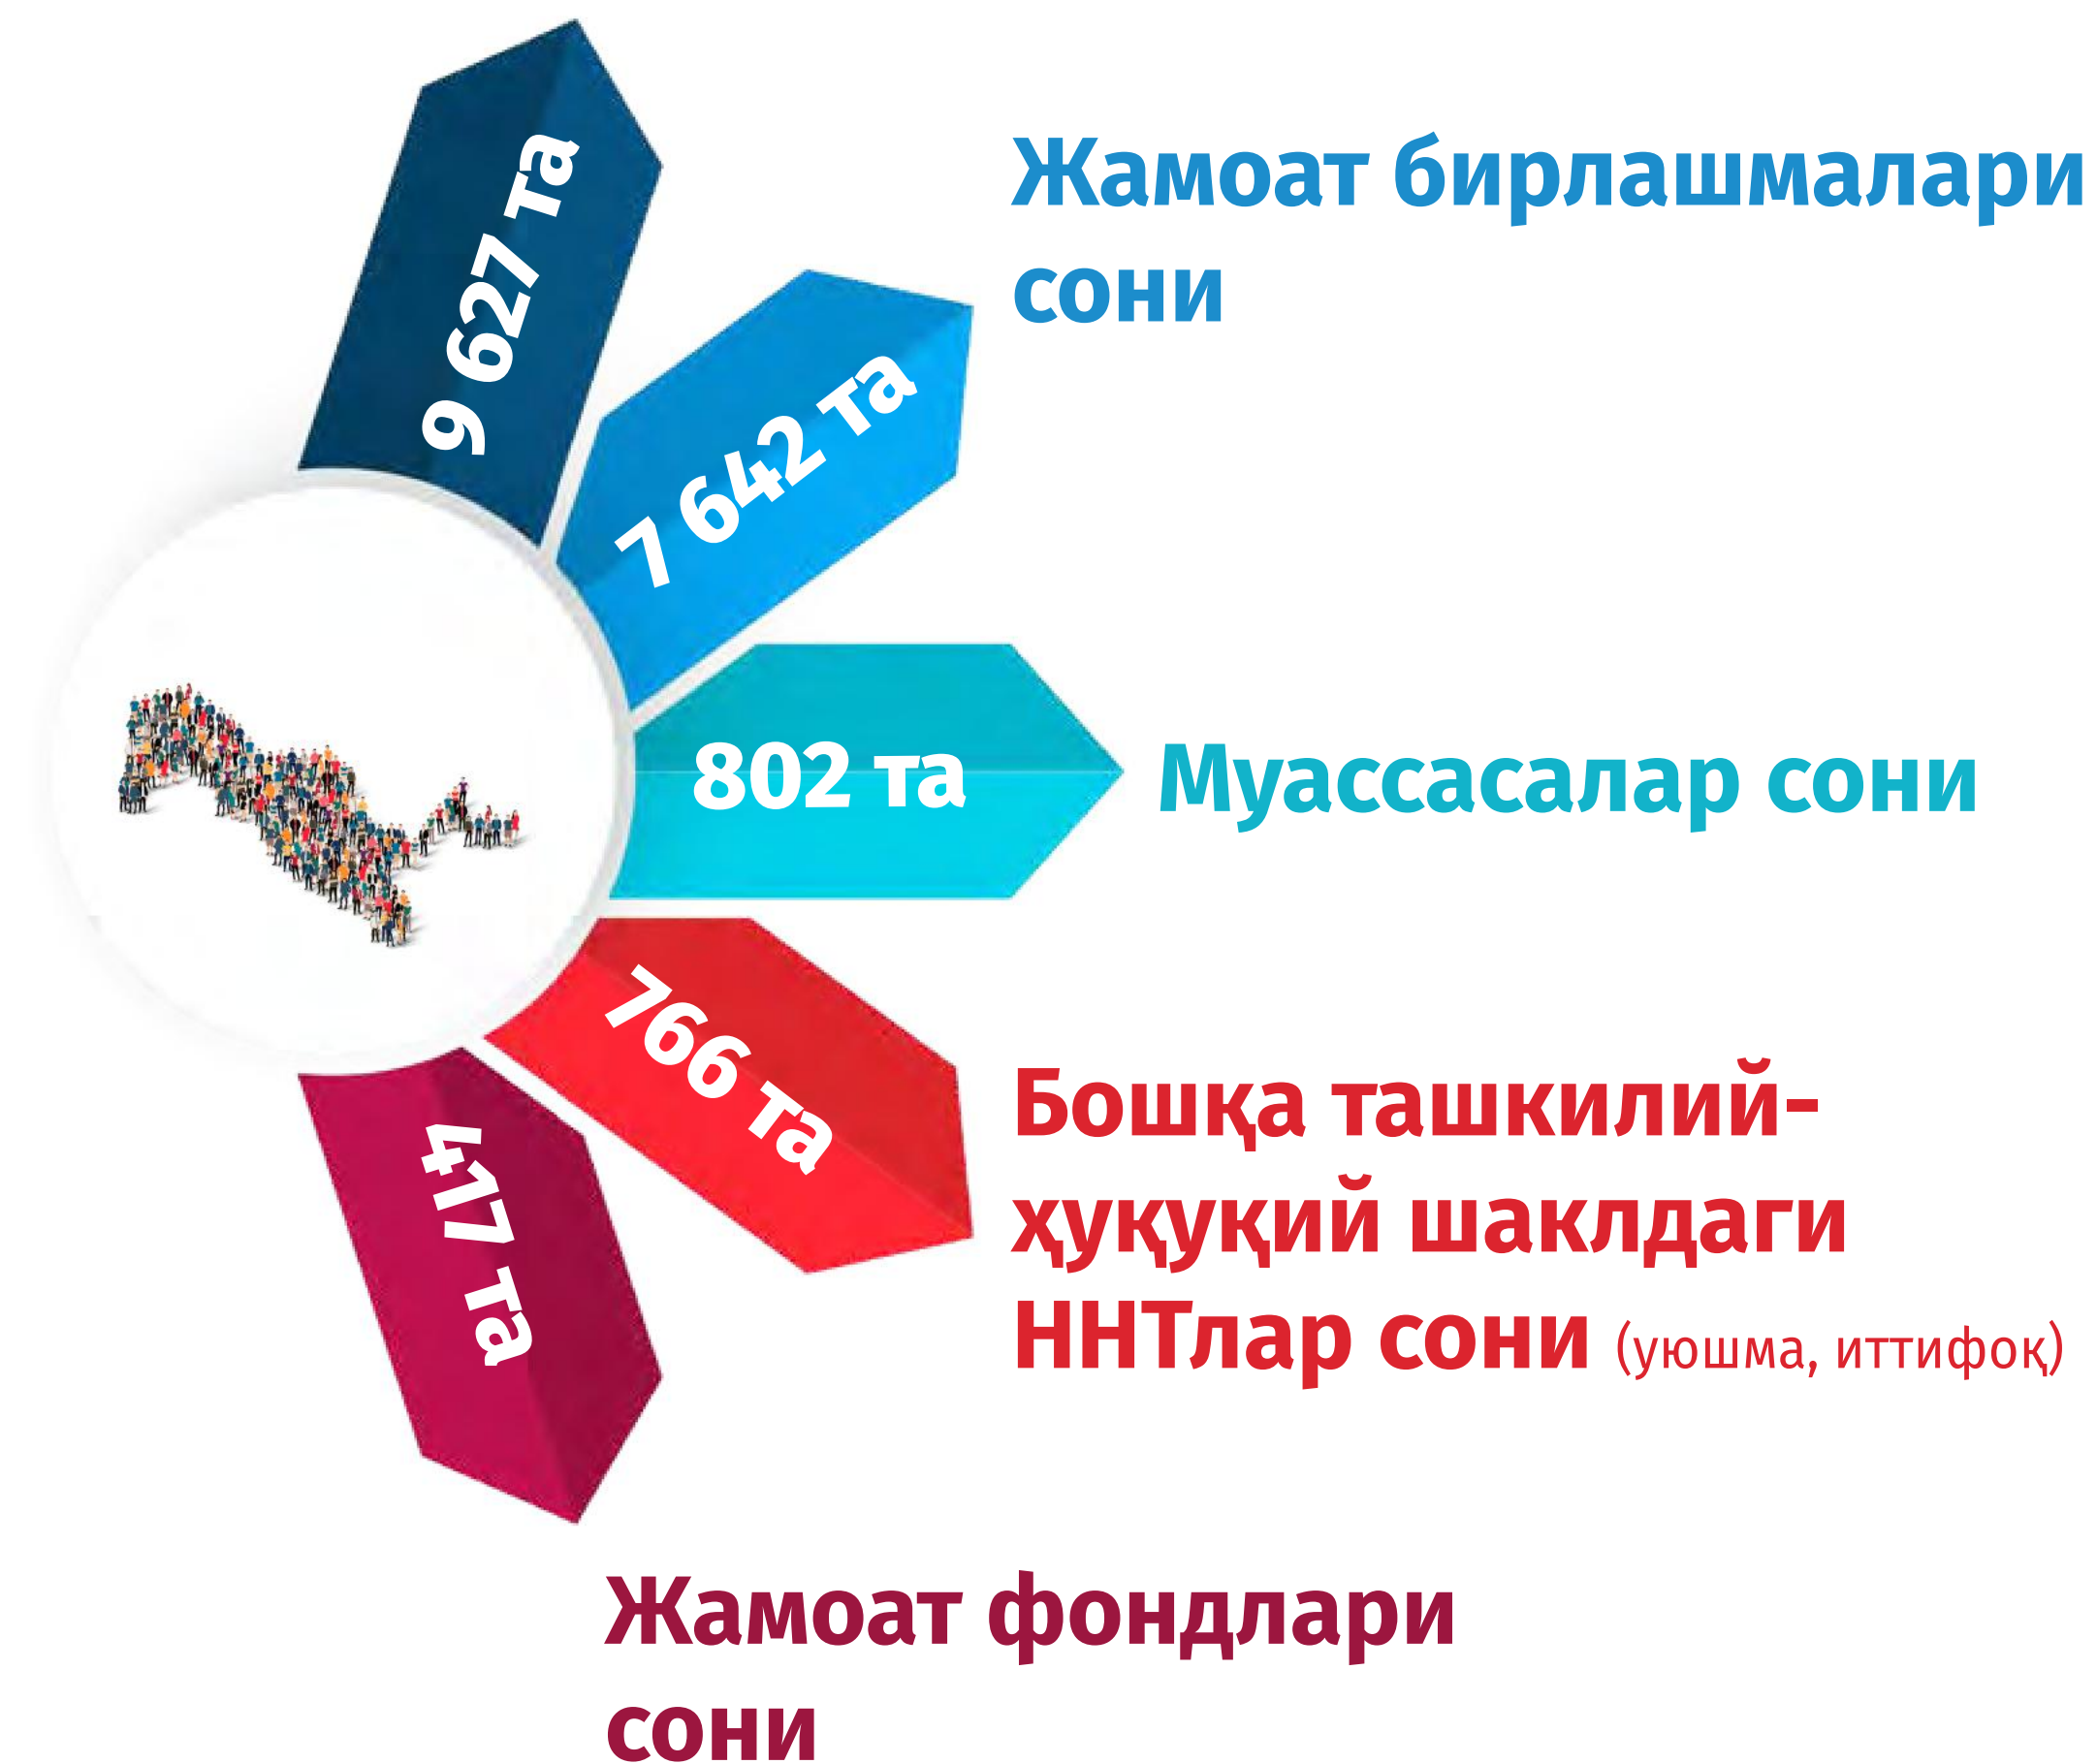 9 627 та
Жамоат бирлашмалари
сони
7 642 та
802 та
Муассасалар сони
766 та
Бошқа ташкилий-
ҳуқуқий шаклдаги
ННТлар сони (уюшма, иттифоқ)
417 та
Жамоат фондлари
сони